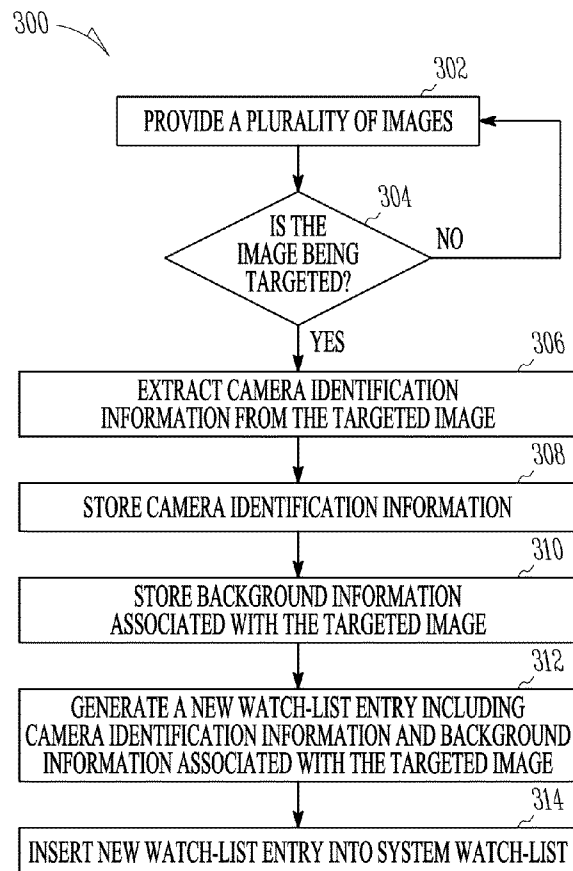 300
302
PROVIDE A PLURALITY OF IMAGES
304
IS THE
IMAGE BEING
TARGETED?
NO
YES
306
EXTRACT CAMERA IDENTIFICATION
INFORMATION FROM THE TARGETED IMAGE
308
STORE CAMERA IDENTIFICATION INFORMATION
310
STORE BACKGROUND INFORMATION
ASSOCIATED WITH THE TARGETED IMAGE
312
GENERATE A NEW WATCH-LIST ENTRY INCLUDING
CAMERA IDENTIFICATION INFORMATION AND BACKGROUND
INFORMATION ASSOCIATED WITH THE TARGETED IMAGE
314
INSERT NEW WATCH-LIST ENTRY INTO SYSTEM WATCH-LIST